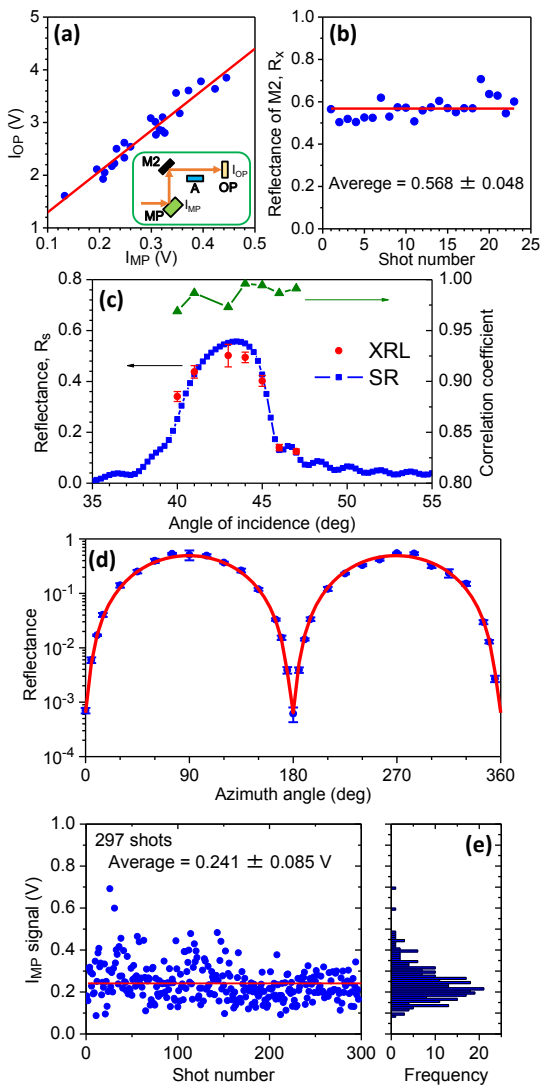 (a)
I_OP (V)
5
4
3
2
1
0.1 0.2 0.3 0.4 0.5
I_MP (V)
M2
I_OP
A
OP
MP
I_MP
(b)
Reflectance of M2, R_x
1.0
0.8
0.6
0.4
0.2
0.0
Averege = 0.568 ± 0.048
0 5 10 15 20 25
Shot number
(c)
Reflectance, R_s
0.8
0.6
0.4
0.2
0.0
XRL
SR
1.00
0.95
0.90
0.85
0.80
Correlation coefficient
35 40 45 50 55
Angle of incidence (deg)
(d)
Reflectance
1
10⁻¹
10⁻²
10⁻³
10⁻⁴
0 90 180 270 360
Azimuth angle (deg)
I_MP signal (V)
1.0
0.8
0.6
0.4
0.2
0.0
297 shots
Average = 0.241 ± 0.085 V
0 100 200 300
Shot number
(e)
0 10 20
Frequency